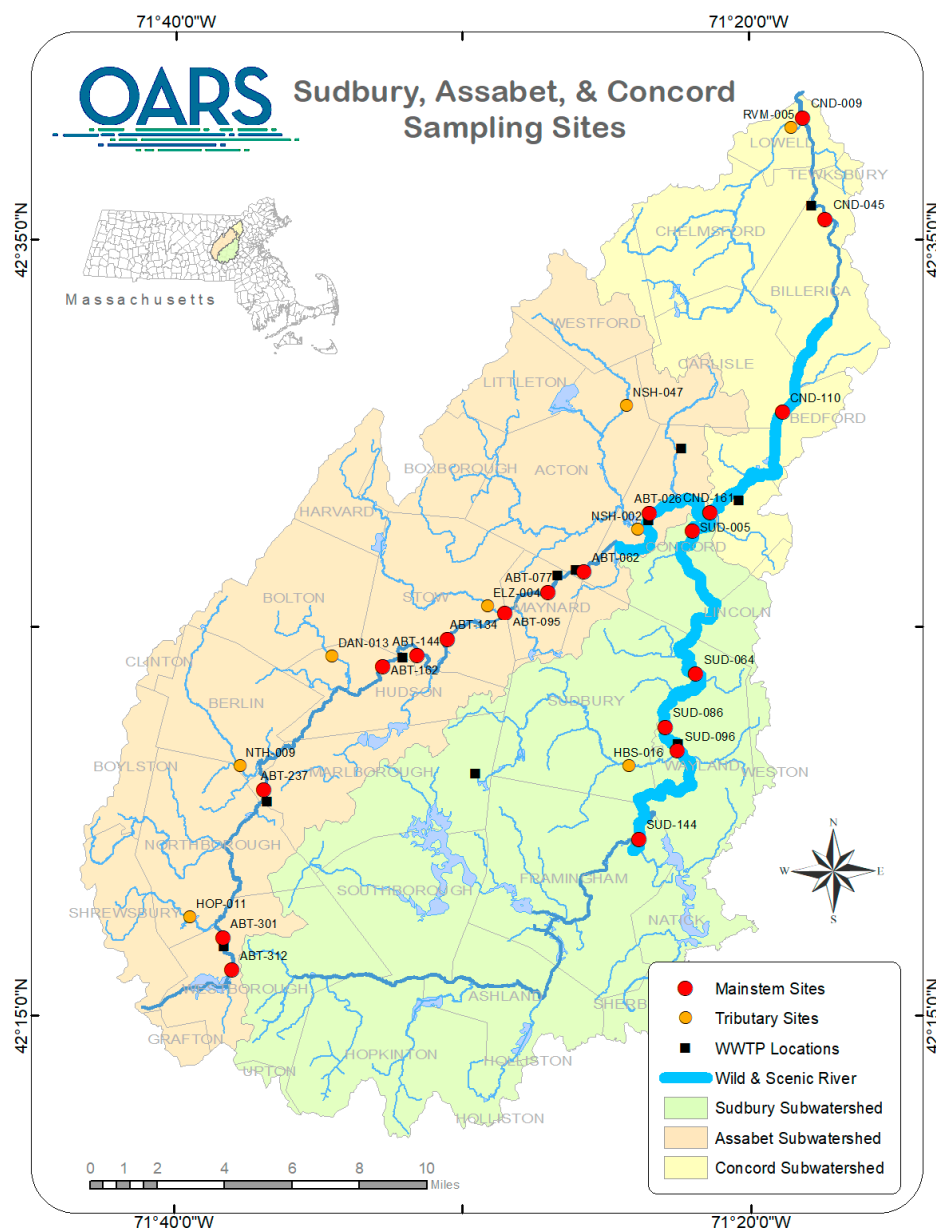 71°40'0"W
71°20'0"W
OARS
Sudbury, Assabet, & Concord
Sampling Sites
CND-009
RVM-005
LOWELL
TEWKSBURY
CND-045
42°35'0"N
42°35'0"N
CHELMSFORD
Massachusetts
BILLERICA
WESTFORD
CARLISLE
LITTLETON
NSH-047
CND-110
BEDFORD
BOXBOROUGH
ACTON
HARVARD
ABT-026
CND-161
NSH-002
SUD-005
CONCORD
ABT-062
ABT-077
ELZ-004
STOW
MAYNARD
BOLTON
LINCOLN
ABT-134
ABT-095
DAN-013
ABT-144
CLINTON
ABT-162
SUD-064
HUDSON
BERLIN
SUDBURY
SUD-086
SUD-096
NTH-009
HBS-016
BOYLSTON
MARLBOROUGH
WAYLAND
WESTON
ABT-237
SUD-144
NORTHBOROUGH
N
W
E
S
FRAMINGHAM
SOUTHBOROUGH
HOP-011
SHREWSBURY
NATICK
ABT-301
ABT-312
WESTBOROUGH
ASHLAND
SHERB
42°15'0"N
42°15'0"N
GRAFTON
HOPKINTON
HOLLISTON
UPTON
HOLLISTON
Mainstem Sites
Tributary Sites
WWTP Locations
Wild & Scenic River
Sudbury Subwatershed
Assabet Subwatershed
Concord Subwatershed
0 1 2 4 6 8 10
Miles
71°40'0"W
71°20'0"W